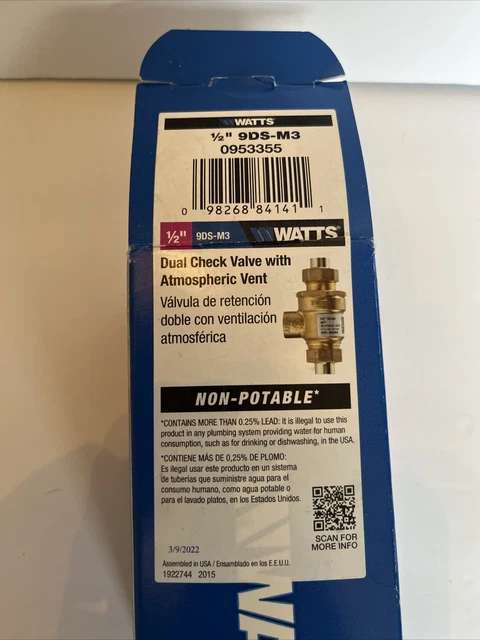 WATTS
½" 9DS-M3
0953355
0 98268 84141 1
½" 9DS-M3 WATTS®
Dual Check Valve with
Atmospheric Vent
Válvula de retención
doble con ventilación
atmosférica
NON-POTABLE*
*CONTAINS MORE THAN 0.25% LEAD: It is illegal to use this
product in any plumbing system providing water for human
consumption, such as for drinking or dishwashing, in the USA.
*CONTIENE MÁS DE 0,25% DE PLOMO:
Es ilegal usar este producto en un sistema
de tuberías que suministre agua para el
consumo humano, como agua potable o
para el lavado platos, en los Estados Unidos.
SCAN FOR
MORE INFO
3/9/2022
Assembled in USA / Ensamblado en los E.E.U.U.
1922744 2015